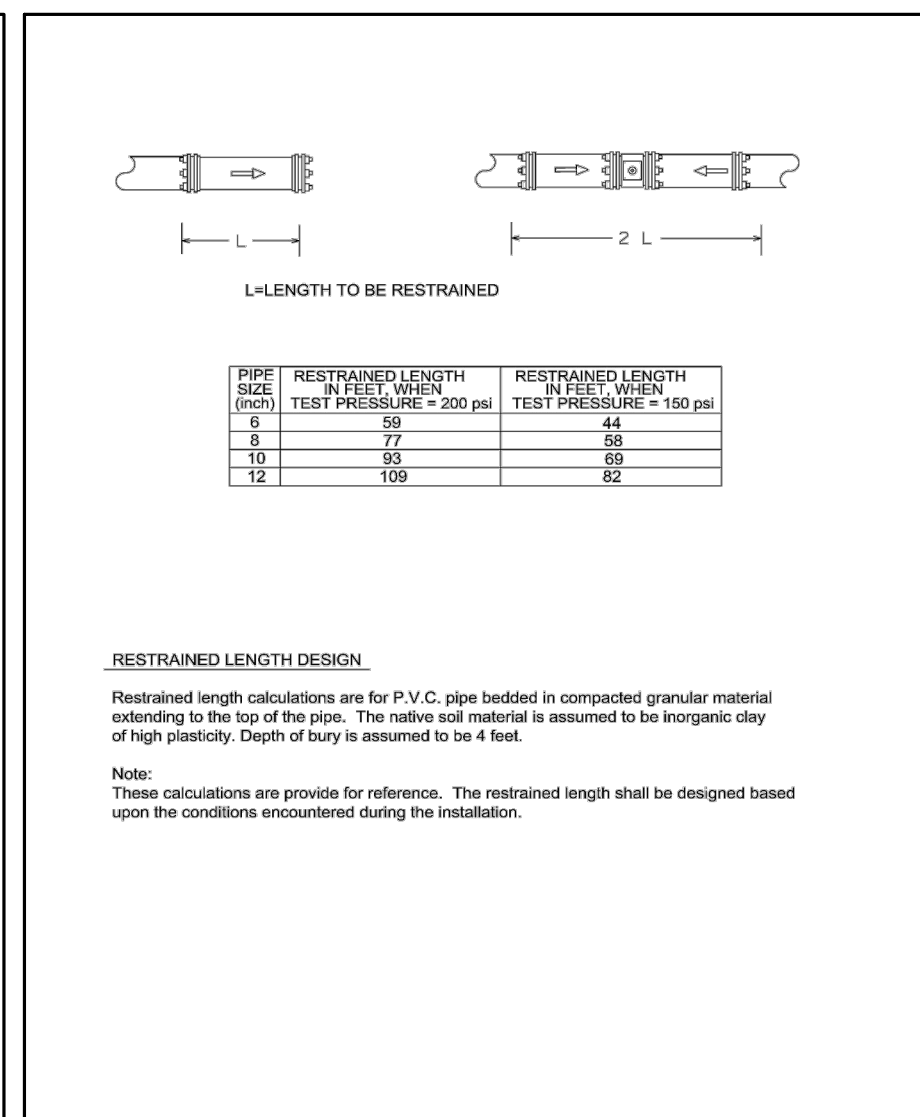 L
2 L
L=LENGTH TO BE RESTRAINED
PIPE SIZE (inch) RESTRAINED LENGTH IN FEET, WHEN TEST PRESSURE = 200 psi RESTRAINED LENGTH IN FEET, WHEN TEST PRESSURE = 150 psi
6 59 44
8 77 58
10 93 69
12 109 82
RESTRAINED LENGTH DESIGN
Restrained length calculations are for P.V.C. pipe bedded in compacted granular material
extending to the top of the pipe. The native soil material is assumed to be inorganic clay
of high plasticity. Depth of bury is assumed to be 4 feet.
Note:
These calculations are provide for reference. The restrained length shall be designed based
upon the conditions encountered during the installation.